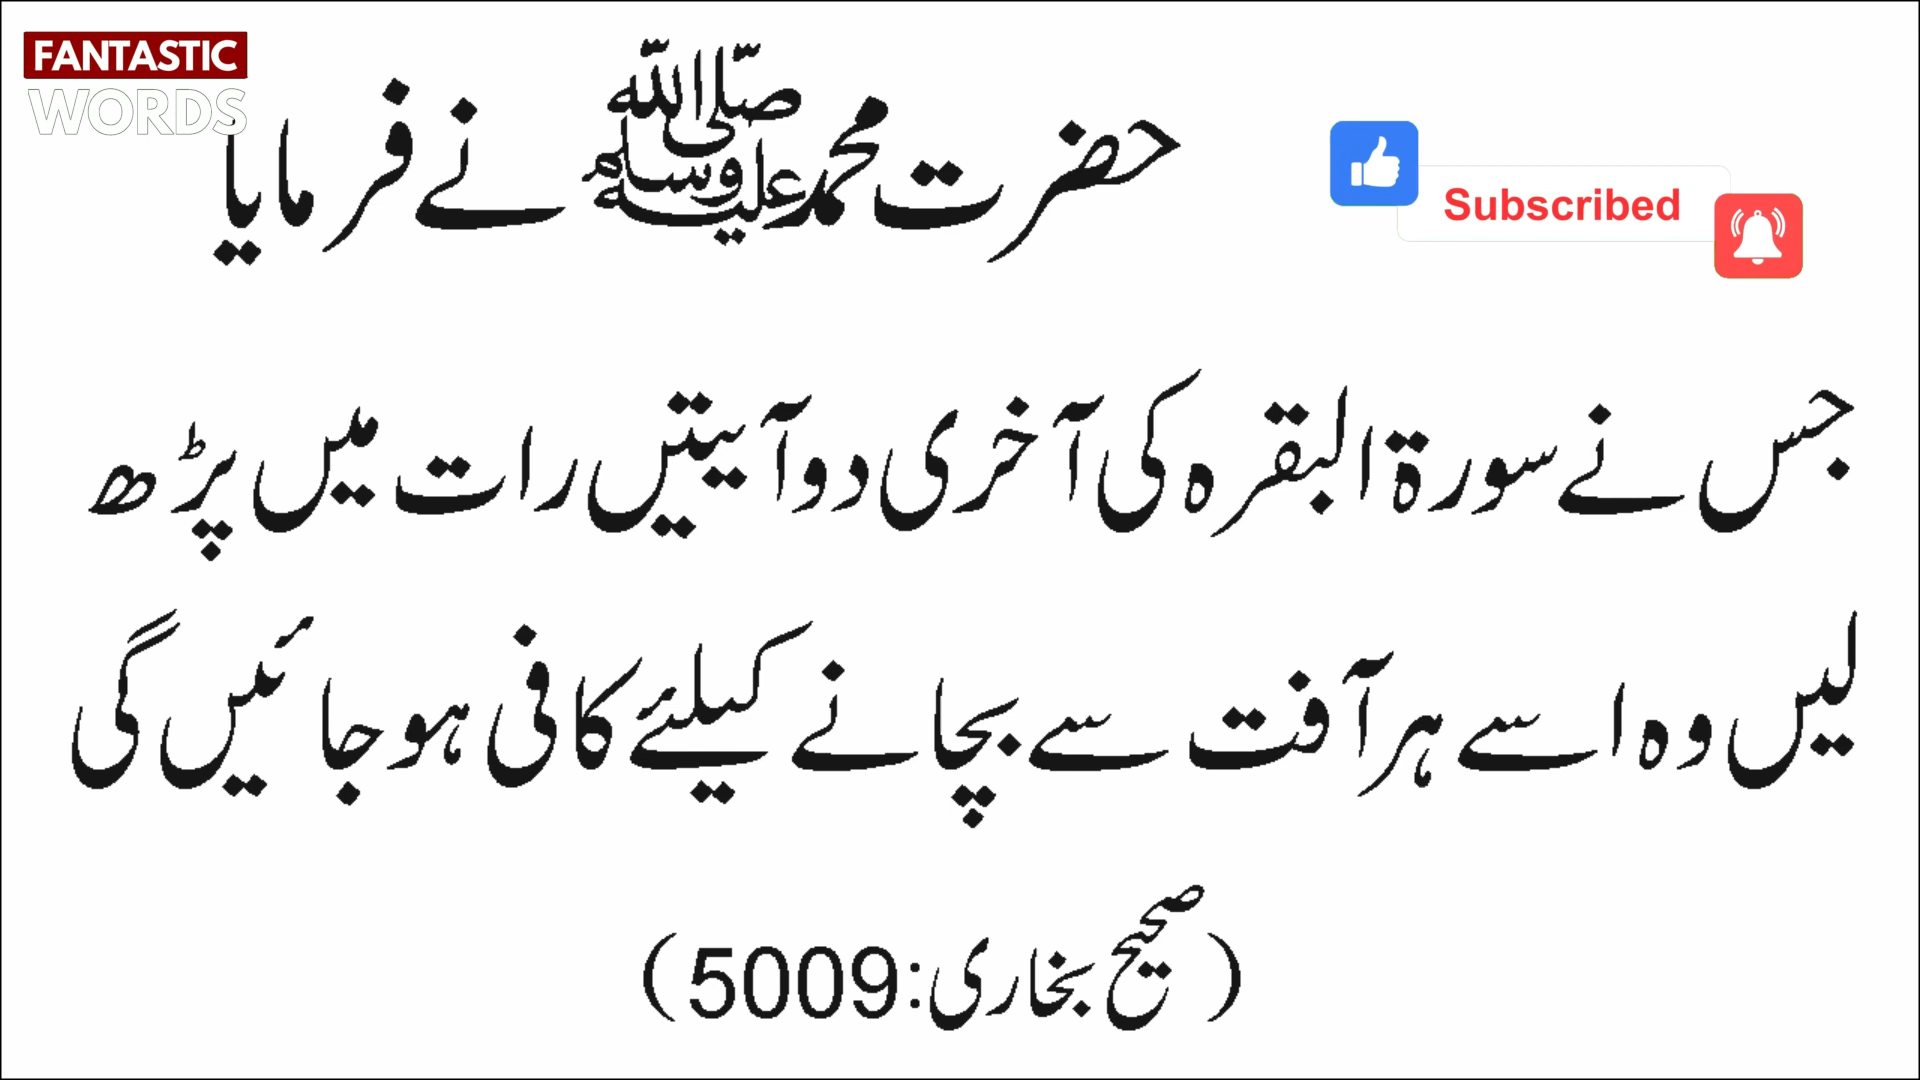 FANTASTIC
WORDS
حضرت محمد صلی اللہ علیہ وسلم نے فرمایا
Subscribed
جس نے سورۃ البقرہ کی آخری دو آیتیں رات میں پڑھ
لیں وہ اسے ہر آفت سے بچانے کیلئے کافی ہو جائیں گی
(صحیح بخاری:5009)